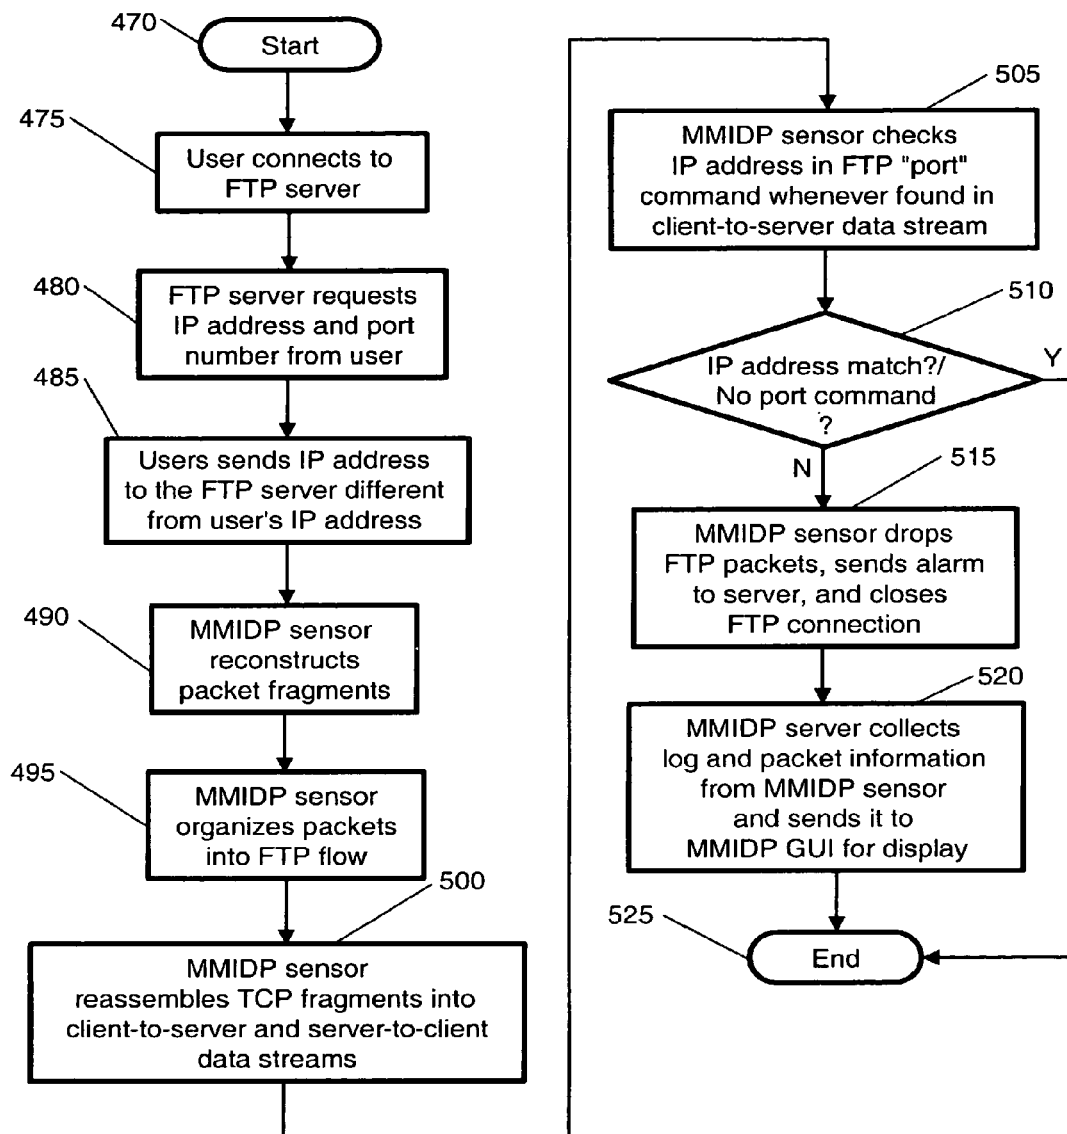 470
Start
475
User connects to
FTP server
480
FTP server requests
IP address and port
number from user
485
Users sends IP address
to the FTP server different
from user's IP address
490
MMIDP sensor
reconstructs
packet fragments
495
MMIDP sensor
organizes packets
into FTP flow
500
MMIDP sensor
reassembles TCP fragments into
client-to-server and server-to-client
data streams
505
MMIDP sensor checks
IP address in FTP "port"
command whenever found in
client-to-server data stream
510
IP address match?/
No port command
?
Y
N
515
MMIDP sensor drops
FTP packets, sends alarm
to server, and closes
FTP connection
520
MMIDP server collects
log and packet information
from MMIDP sensor
and sends it to
MMIDP GUI for display
525
End